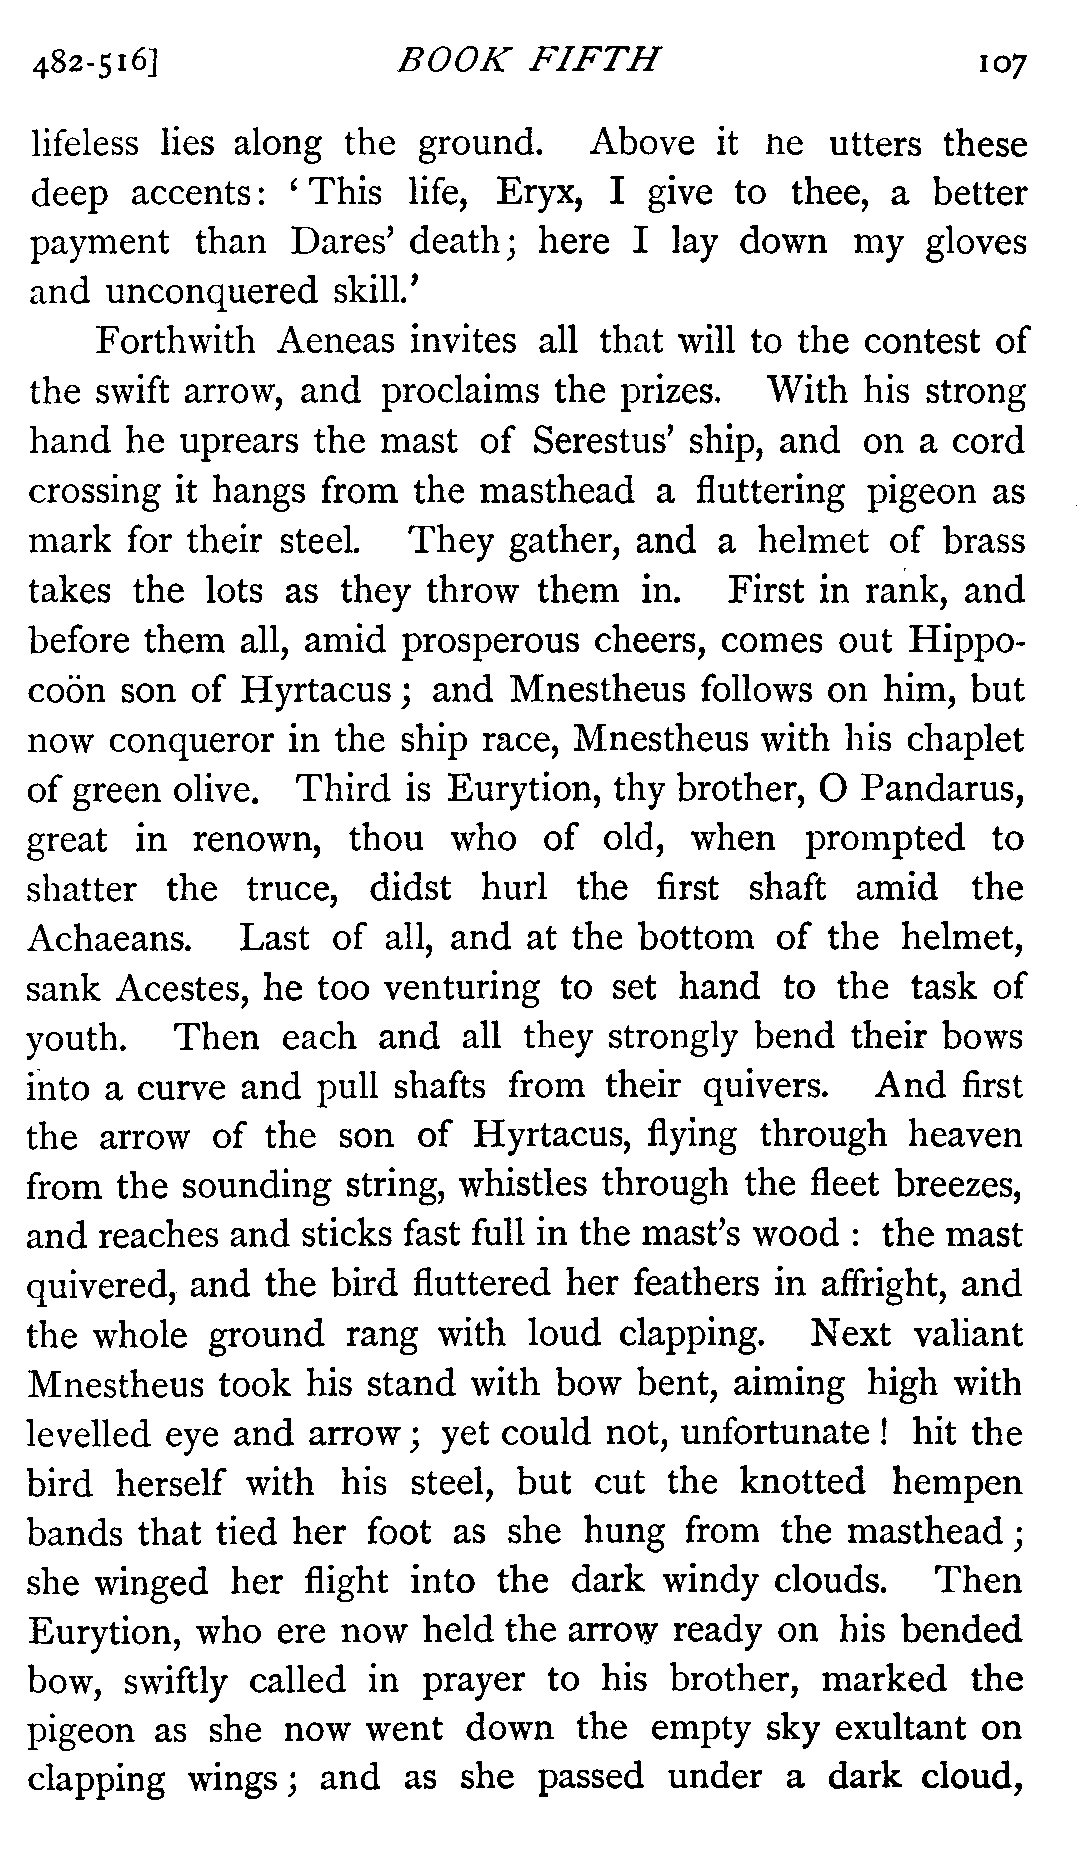 482-516] BOOK FIFTH 107
lifeless lies along the ground. Above it he utters these
deep accents: ‘ This life, Eryx, I give to thee, a better
payment than Dares’ death; here I lay down my gloves
and unconquered skill.’
Forthwith Aeneas invites all that will to the contest of
the swift arrow, and proclaims the prizes. With his strong
hand he uprears the mast of Serestus’ ship, and on a cord
crossing it hangs from the masthead a fluttering pigeon as
mark for their steel. They gather, and a helmet of brass
takes the lots as they throw them in. First in rank, and
before them all, amid prosperous cheers, comes out Hippo-
coön son of Hyrtacus; and Mnestheus follows on him, but
now conqueror in the ship race, Mnestheus with his chaplet
of green olive. Third is Eurytion, thy brother, O Pandarus,
great in renown, thou who of old, when prompted to
shatter the truce, didst hurl the first shaft amid the
Achaeans. Last of all, and at the bottom of the helmet,
sank Acestes, he too venturing to set hand to the task of
youth. Then each and all they strongly bend their bows
into a curve and pull shafts from their quivers. And first
the arrow of the son of Hyrtacus, flying through heaven
from the sounding string, whistles through the fleet breezes,
and reaches and sticks fast full in the mast’s wood : the mast
quivered, and the bird fluttered her feathers in affright, and
the whole ground rang with loud clapping. Next valiant
Mnestheus took his stand with bow bent, aiming high with
levelled eye and arrow; yet could not, unfortunate! hit the
bird herself with his steel, but cut the knotted hempen
bands that tied her foot as she hung from the masthead;
she winged her flight into the dark windy clouds. Then
Eurytion, who ere now held the arrow ready on his bended
bow, swiftly called in prayer to his brother, marked the
pigeon as she now went down the empty sky exultant on
clapping wings; and as she passed under a dark cloud,